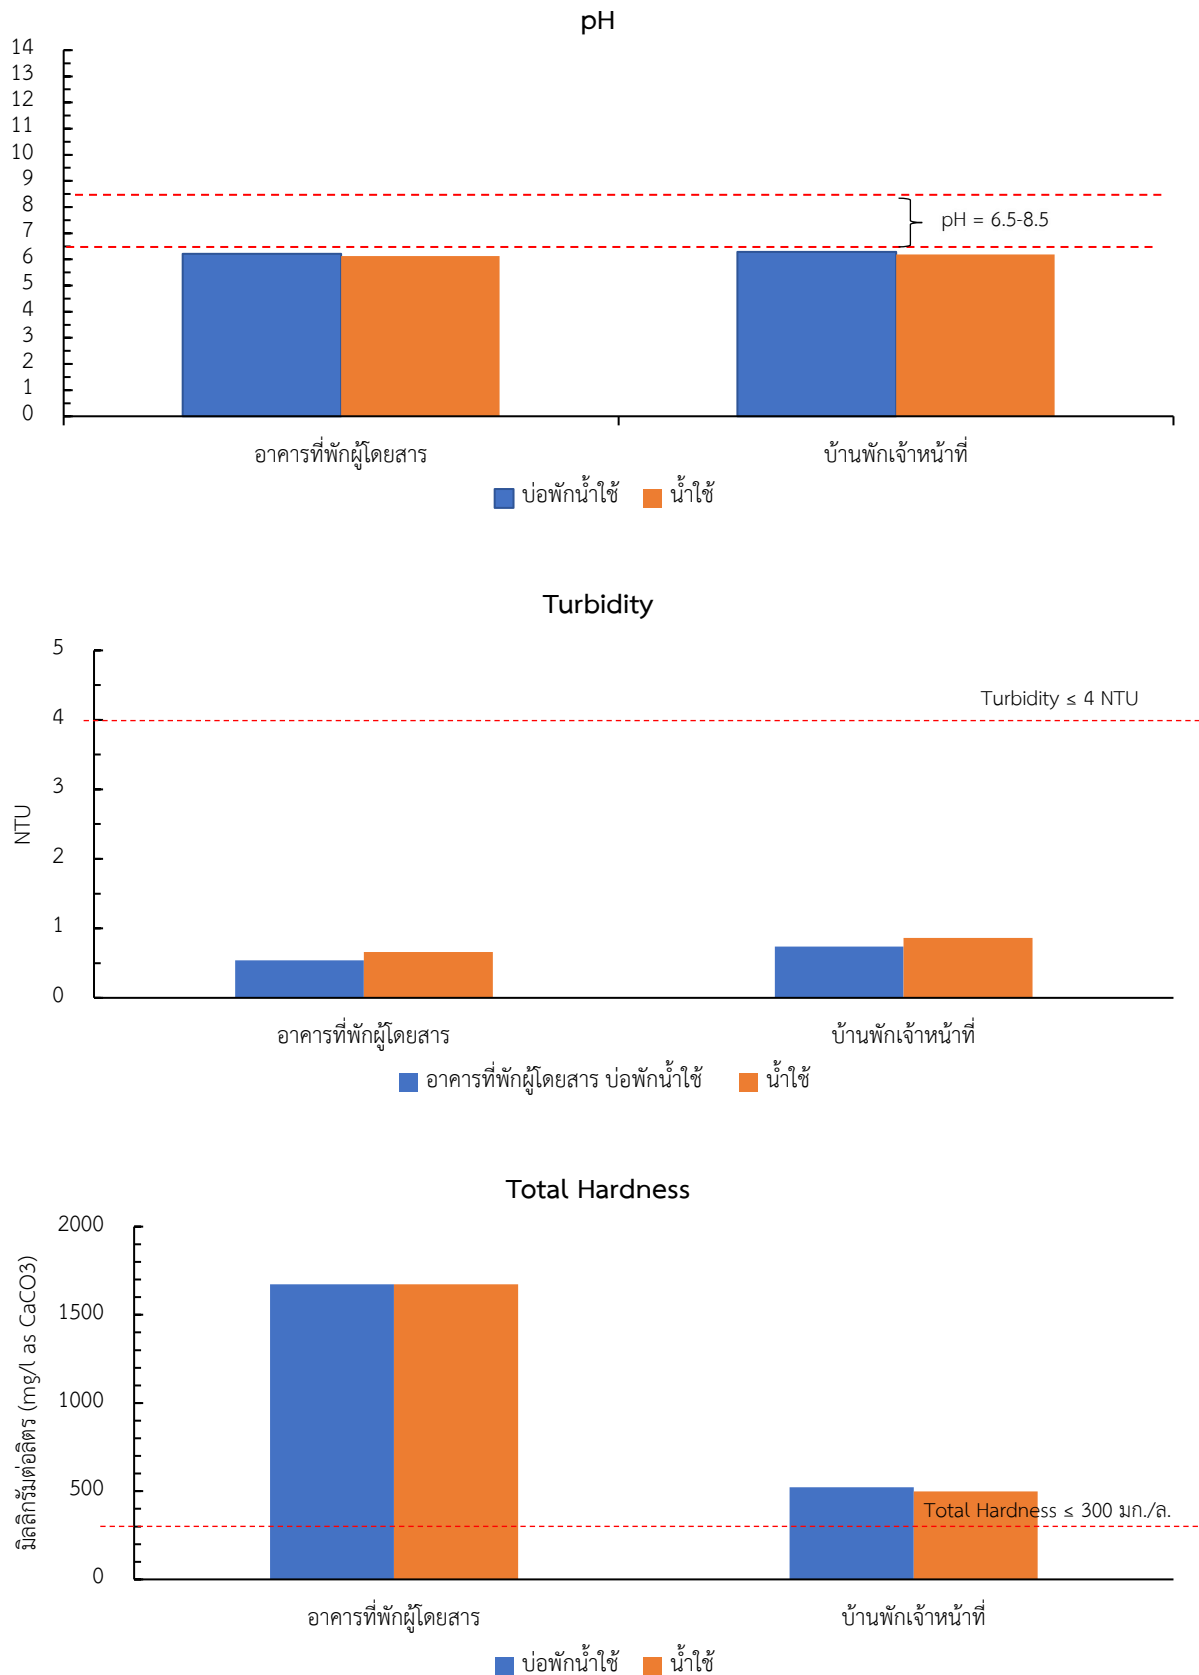 pH
14
13
12
11
10
9
8
7
6
5
4
3
2
1
0
pH = 6.5-8.5
อาคารที่พักผู้โดยสาร บ้านพักเจ้าหน้าที่
บ่อพักน้ำใช้ น้ำใช้
Turbidity
5
4
3
2
1
0
NTU
Turbidity ≤ 4 NTU
อาคารที่พักผู้โดยสาร บ้านพักเจ้าหน้าที่
อาคารที่พักผู้โดยสาร บ่อพักน้ำใช้ น้ำใช้
Total Hardness
2000
1500
1000
500
0
มิลลิกรัมต่อลิตร (mg/l as CaCO3)
Total Hardness ≤ 300 มก./ล.
อาคารที่พักผู้โดยสาร บ้านพักเจ้าหน้าที่
บ่อพักน้ำใช้ น้ำใช้